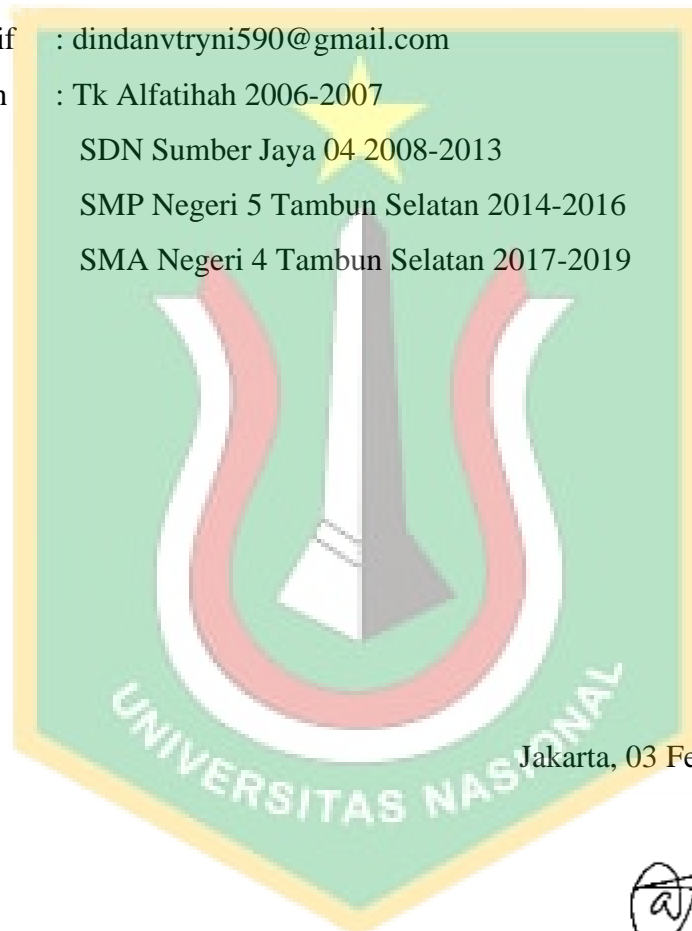 if : dindanvtryni590@gmail.com
n : Tk Alfatihah 2006-2007
SDN Sumber Jaya 04 2008-2013
SMP Negeri 5 Tambun Selatan 2014-2016
SMA Negeri 4 Tambun Selatan 2017-2019
UNIVERSITAS NASIONAL
Jakarta, 03 Fe